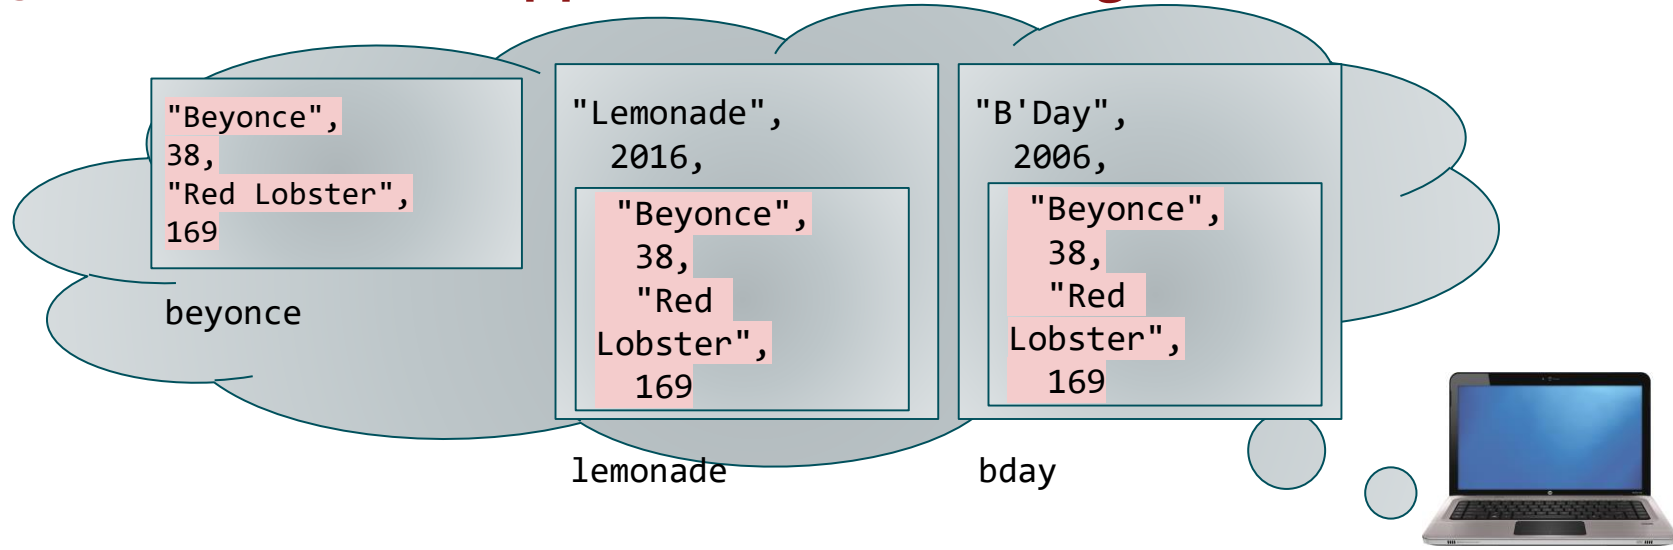 "Beyonce",
38,
"Red Lobster",
169
beyonce
"Lemonade",
2016,
"Beyonce",
38,
"Red
Lobster",
169
lemonade
"B'Day",
2006,
"Beyonce",
38,
"Red
Lobster",
169
bday